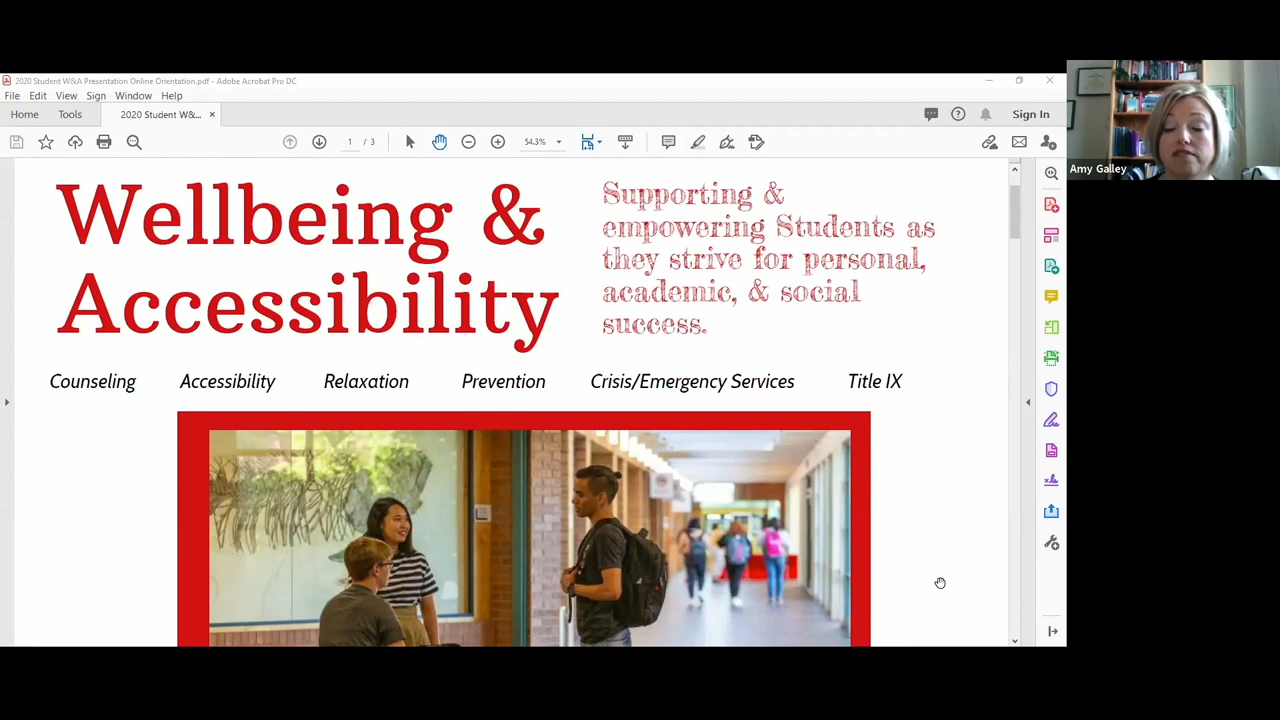 2020 Student W&A Presentation Online Orientation.pdf - Adobe Acrobat Pro DC
File Edit View Sign Window Help
Home Tools 2020 Student W&... × Sign In
1 / 3 54.3%
Wellbeing &
Accessibility
Supporting &
empowering Students as
they strive for personal,
academic, & social
success.
Counseling Accessibility Relaxation Prevention Crisis/Emergency Services Title IX
Amy Galley